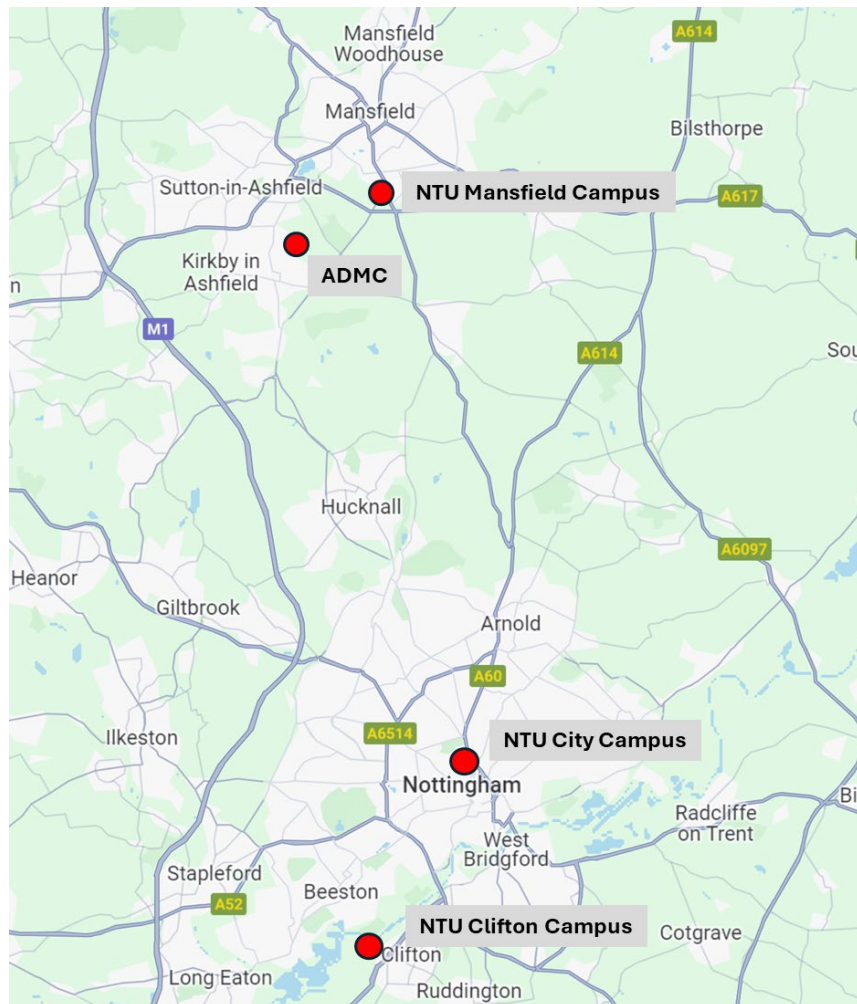 Mansfield
Woodhouse
A614
Mansfield
Bilsthorpe
Sutton-in-Ashfield
NTU Mansfield Campus
A617
Kirkby in
Ashfield
ADMC
n
M1
A614
Sou
Hucknall
A6097
Heanor
Giltbrook
Arnold
A60
Ilkeston
A6514
NTU City Campus
Nottingham
Bi
Radcliffe
on Trent
West
Bridgford
Stapleford
Beeston
A52
NTU Clifton Campus
Cotgrave
Clifton
Long Eaton
Ruddington